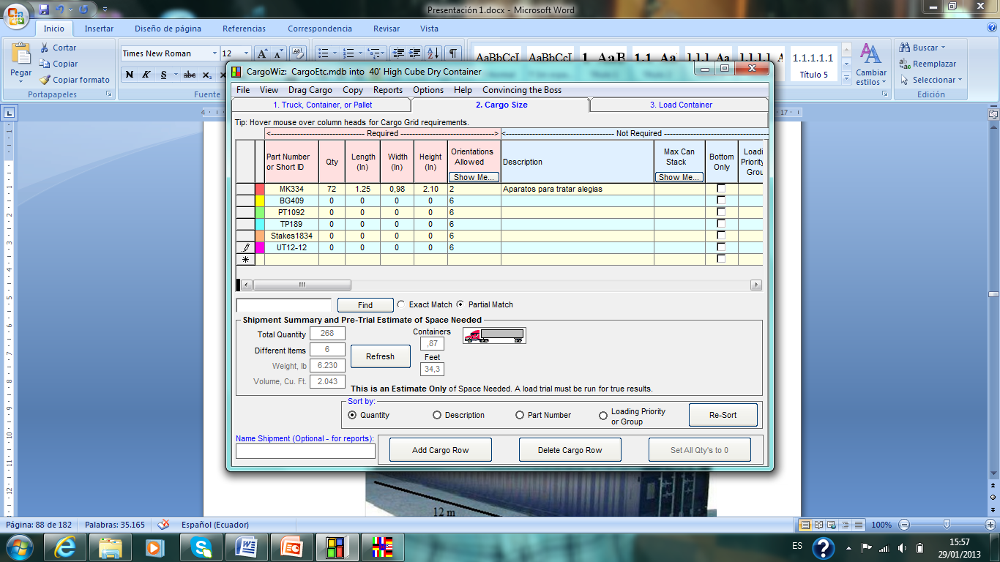 Presentación 1.docx - Microsoft Word
Inicio Insertar Diseño de página Referencias Correspondencia Revisar Vista
Pegar
Cortar
Copiar
Copiar formato
Portapapeles
Times New Roman 12
N K S abc x₂
Fuente
AaBbCcI AaBbCcI 1. AaB 1.1. Aa 1.1.1. Aa 1.1.1.1. A 1.1.1.1.1
Título 5
Cambiar estilos
Buscar
Reemplazar
Seleccionar
Edición
CargoWiz: CargoEtc.mdb into 40' High Cube Dry Container
File View Drag Cargo Copy Reports Options Help Convincing the Boss
1. Truck, Container, or Pallet 2. Cargo Size 3. Load Container
Tip: Hover mouse over column heads for Cargo Grid requirements.
<---------------------------------- Required ----------------------------------> <---------------------------------------- Not Required ----------------------------------------
Part Number or Short ID Qty Length (In) Width (In) Height (In) Orientations Allowed Show Me... Description Max Can Stack Show Me... Bottom Only Loadi Priority Grou
MK334 72 1.25 0,98 2.10 2 Aparatos para tratar alegias
BG409 0 0 0 0 6
PT1092 0 0 0 0 6
TP189 0 0 0 0 6
Stakes1834 0 0 0 0 6
UT12-12 0 0 0 0 6
Find Exact Match Partial Match
Shipment Summary and Pre-Trial Estimate of Space Needed
Total Quantity 268
Different Items 6
Weight, lb 6.230
Volume, Cu. Ft. 2.043
Refresh
Containers
,87
Feet
34,3
This is an Estimate Only of Space Needed. A load trial must be run for true results.
Sort by:
Quantity Description Part Number Loading Priority or Group Re-Sort
Name Shipment (Optional - for reports):
Add Cargo Row Delete Cargo Row Set All Qty's to 0
12 m
Página: 88 de 182 Palabras: 35.165 Español (Ecuador) 100%
ES 15:57
29/01/2013